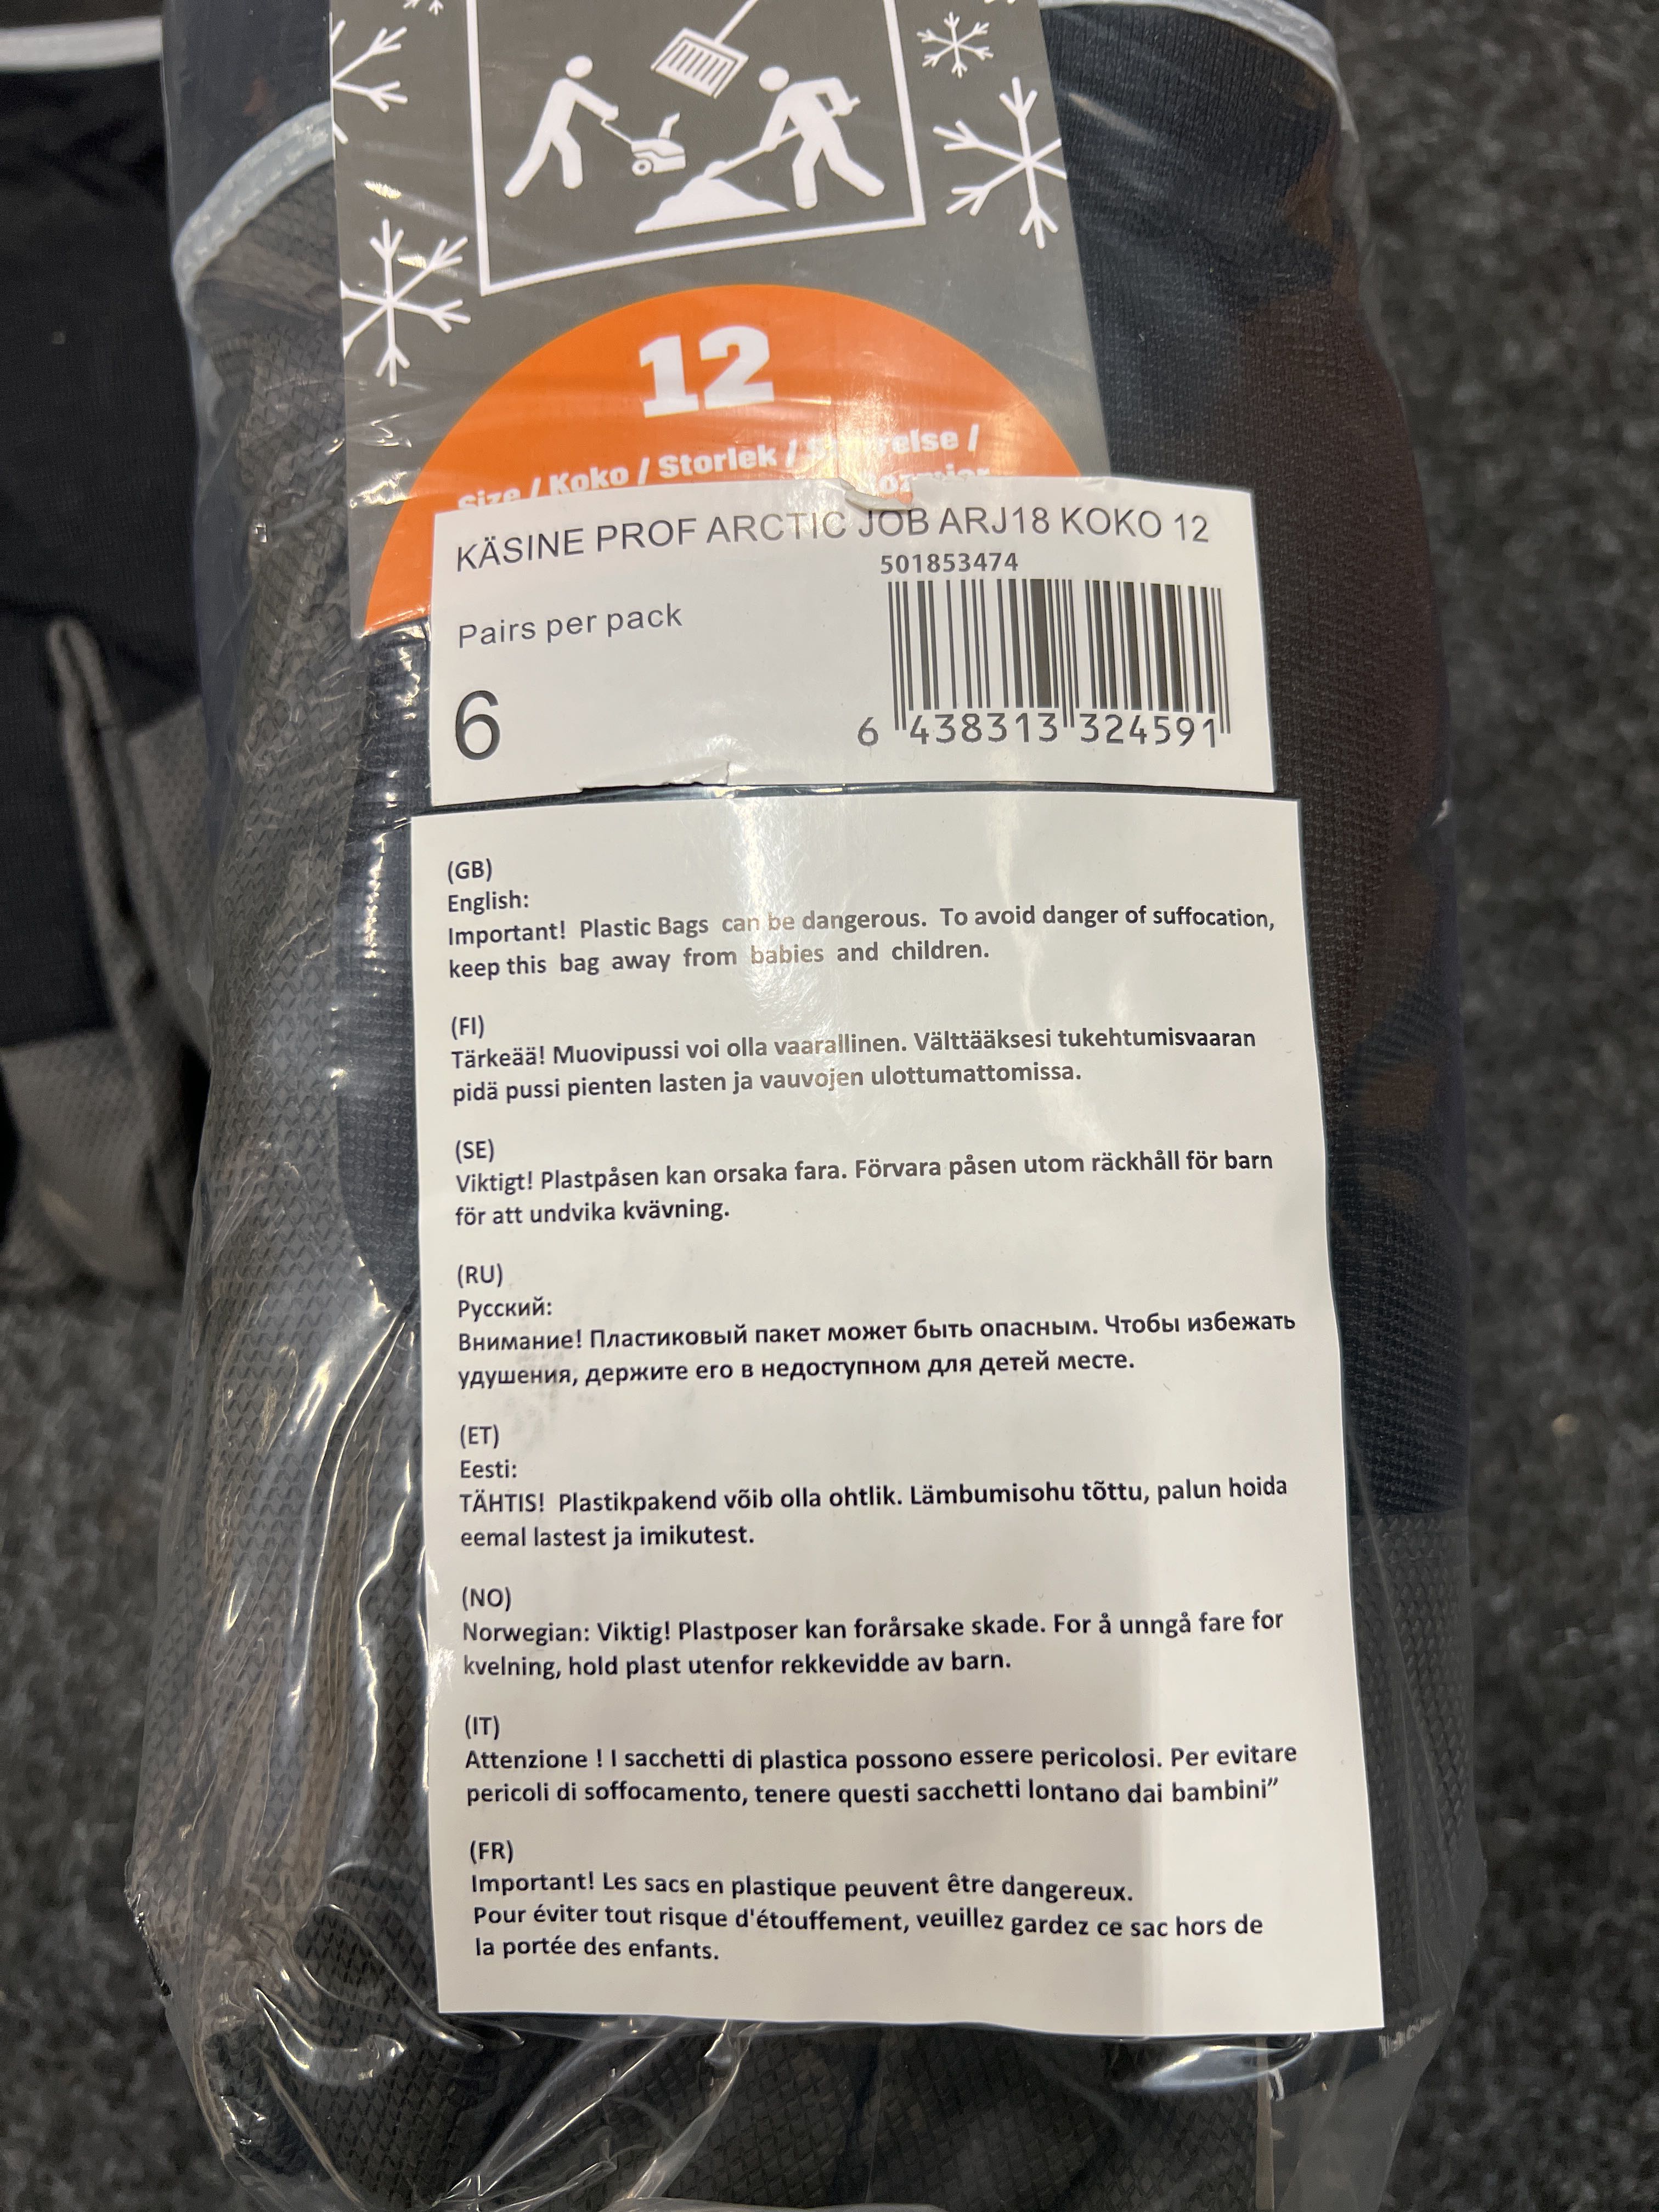 12
Size / Koko / Storlek /
KÄSINE PROF ARCTIC JOB ARJ18 KOKO 12
501853474
Pairs per pack
6
6 438313 324591
(GB)
English:
Important! Plastic Bags can be dangerous. To avoid danger of suffocation,
keep this bag away from babies and children.
(FI)
Tärkeää! Muovipussi voi olla vaarallinen. Välttääksesi tukehtumisvaaran
pidä pussi pienten lasten ja vauvojen ulottumattomissa.
(SE)
Viktigt! Plastpåsen kan orsaka fara. Förvara påsen utom räckhåll för barn
för att undvika kvävning.
(RU)
Русский:
Внимание! Пластиковый пакет может быть опасным. Чтобы избежать
удушения, держите его в недоступном для детей месте.
(ET)
Eesti:
TÄHTIS! Plastikpakend võib olla ohtlik. Lämbumisohu tõttu, palun hoida
eemal lastest ja imikutest.
(NO)
Norwegian: Viktig! Plastposer kan forårsake skade. For å unngå fare for
kvelning, hold plast utenfor rekkevidde av barn.
(IT)
Attenzione ! I sacchetti di plastica possono essere pericolosi. Per evitare
pericoli di soffocamento, tenere questi sacchetti lontano dai bambini”
(FR)
Important! Les sacs en plastique peuvent être dangereux.
Pour éviter tout risque d'étouffement, veuillez gardez ce sac hors de
la portée des enfants.